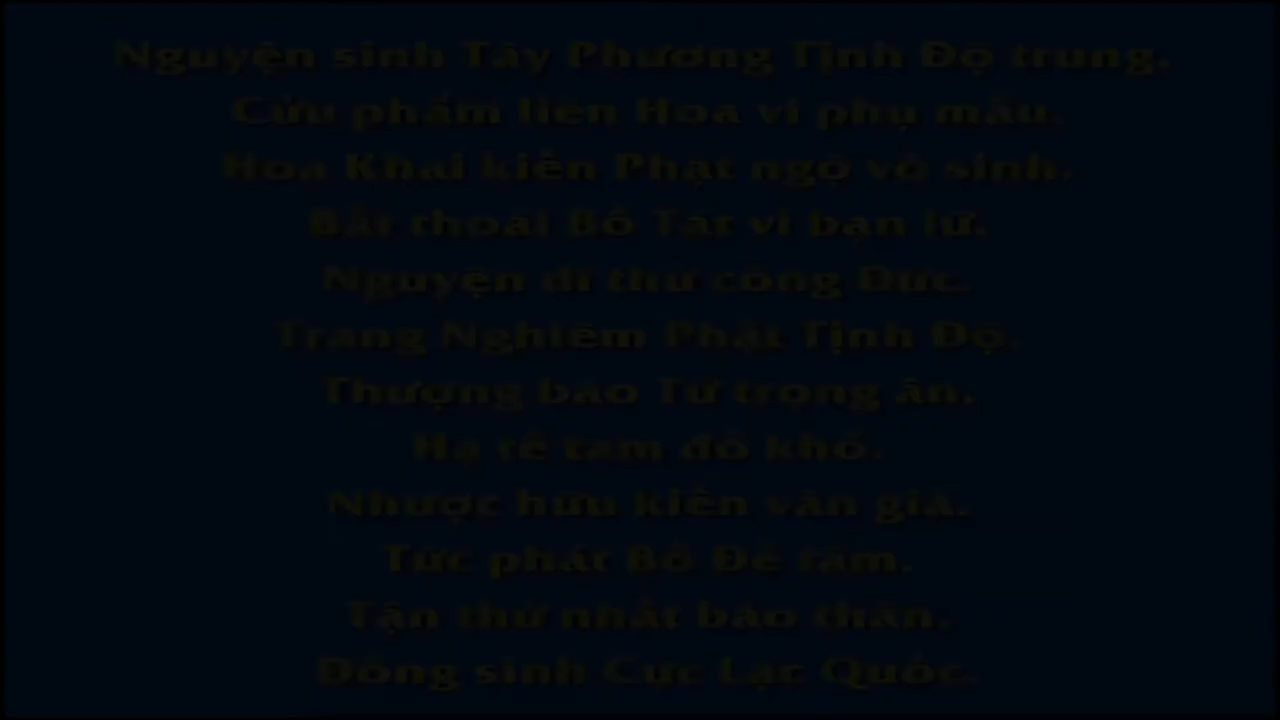 Nguyện sinh Tây Phương Tịnh Độ trung.
Cửu phẩm liên Hoa vi phụ mẫu.
Hoa Khai kiến Phật ngộ vô sinh.
Bất thoái Bồ Tát vi bạn lữ.
Nguyện dĩ thử công Đức.
Trang Nghiêm Phật Tịnh Độ.
Thượng báo Tứ trọng ân.
Hạ tế tam đồ khổ.
Nhược hữu kiến văn giả.
Tức phát Bồ Đề tâm.
Tận thử nhất báo thân.
Đồng sinh Cực Lạc Quốc.